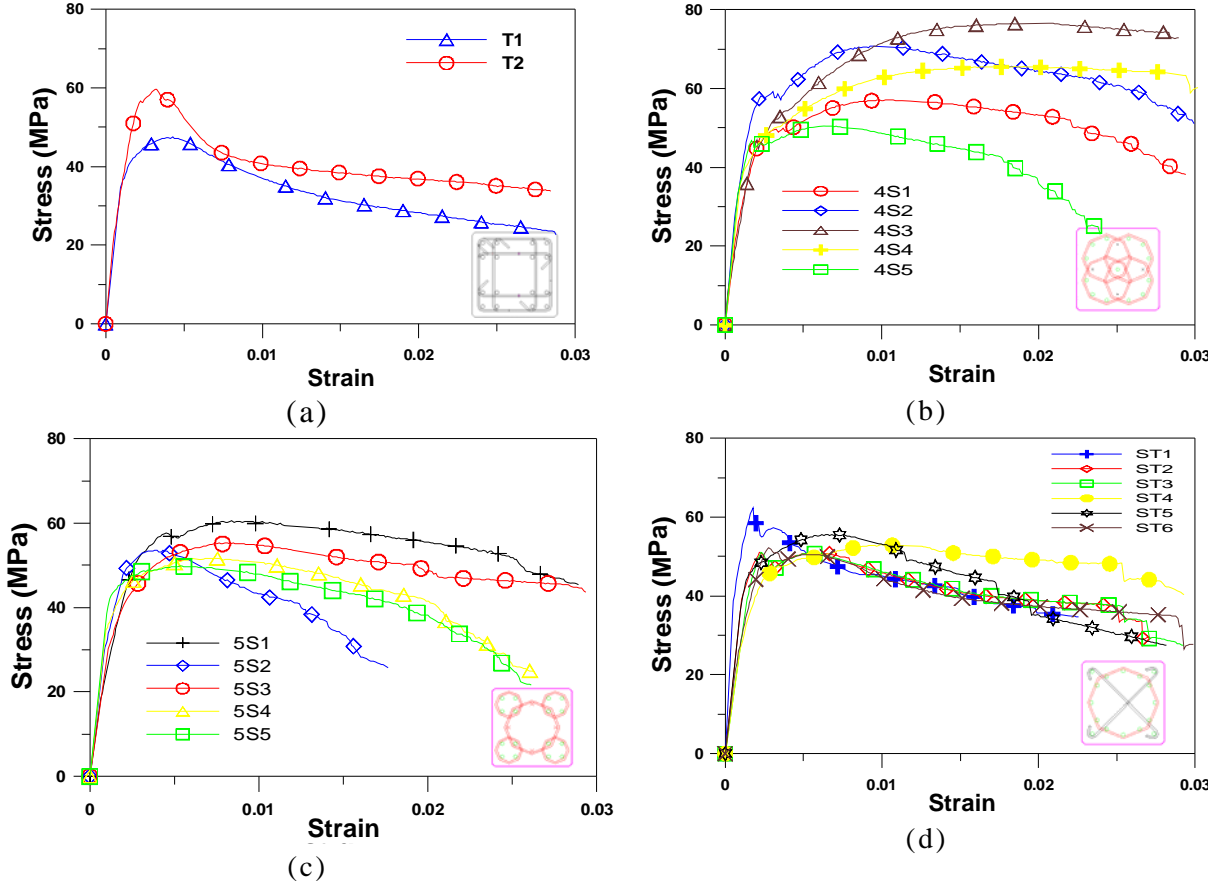 80
60
40
20
0
Stress (MPa)
T1
T2
0
0.01
0.02
0.03
Strain
(a)
80
60
40
20
0
Stress (MPa)
4S1
4S2
4S3
4S4
4S5
0
0.01
0.02
0.03
Strain
(b)
80
60
40
20
0
Stress (MPa)
5S1
5S2
5S3
5S4
5S5
0
0.01
0.02
0.03
Strain
(c)
80
60
40
20
0
Stress (MPa)
ST1
ST2
ST3
ST4
ST5
ST6
0
0.01
0.02
0.03
Strain
(d)